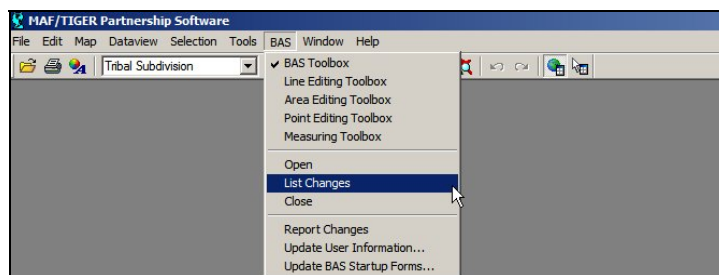 MAF/TIGER Partnership Software
File Edit Map Dataview Selection Tools BAS Window Help
Tribal Subdivision
BAS Toolbox
Line Editing Toolbox
Area Editing Toolbox
Point Editing Toolbox
Measuring Toolbox
Open
List Changes
Close
Report Changes
Update User Information...
Update BAS Startup Forms...